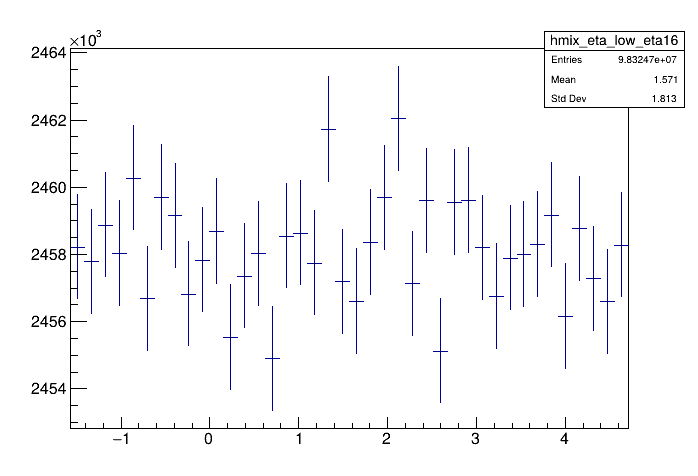 ×10³
hmix_eta_low_eta16
Entries 9.83247e+07
Mean 1.571
Std Dev 1.813
2464
2462
2460
2458
2456
2454
−1 0 1 2 3 4